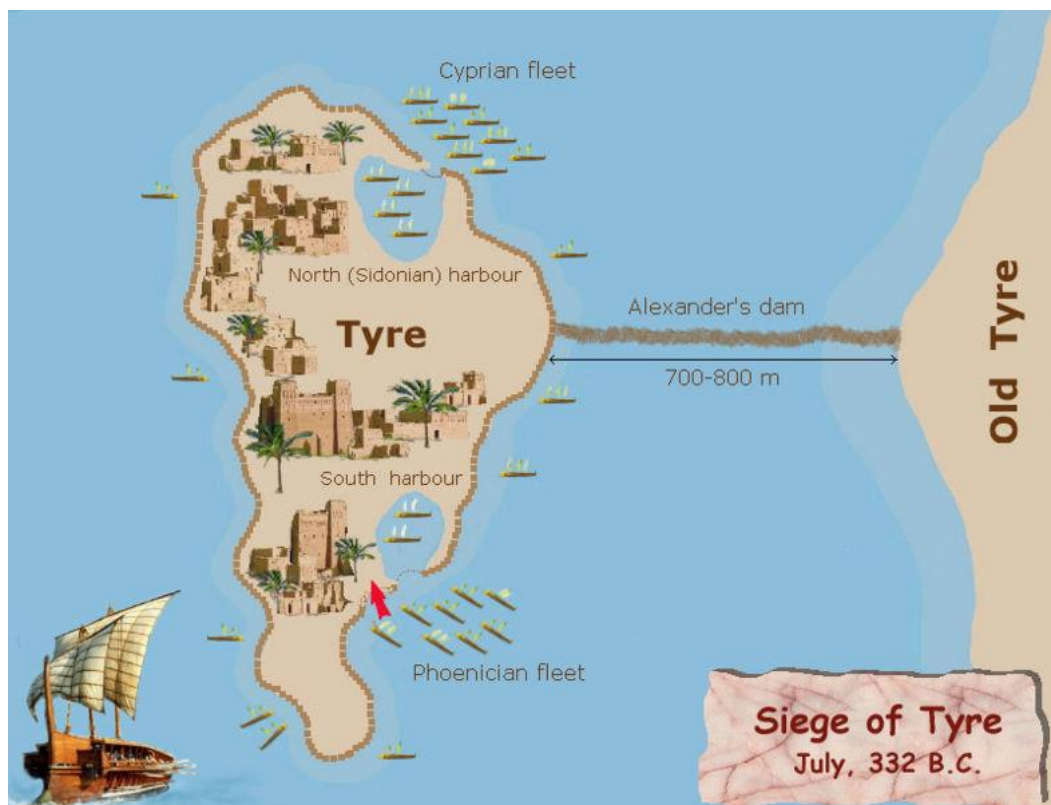 Cyprian fleet
North (Sidonian) harbour
Alexander's dam
Tyre
700-800 m
Old Tyre
South harbour
Phoenician fleet
Siege of Tyre
July, 332 B.C.